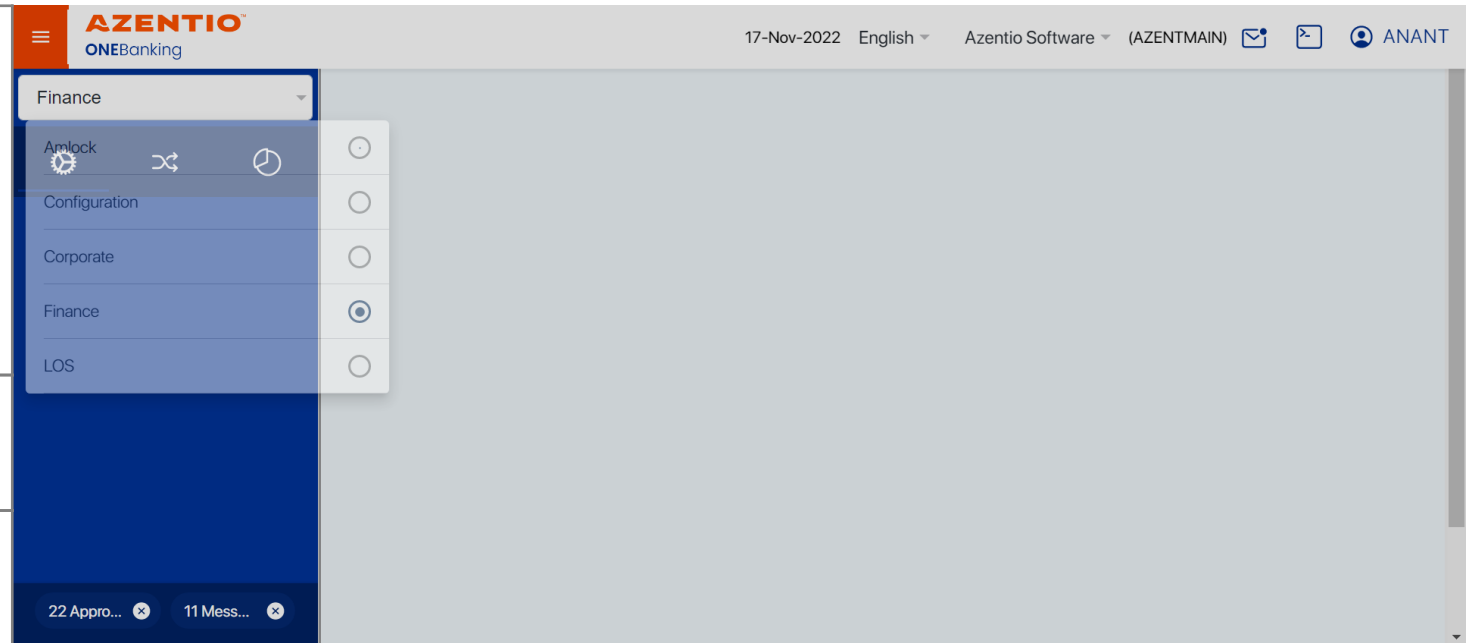 AZENTIO™
ONEBanking
17-Nov-2022 English Azentio Software (AZENTMAIN) ANANT
Finance
Amlock
Configuration
Corporate
Finance
LOS
22 Appro... 11 Mess...